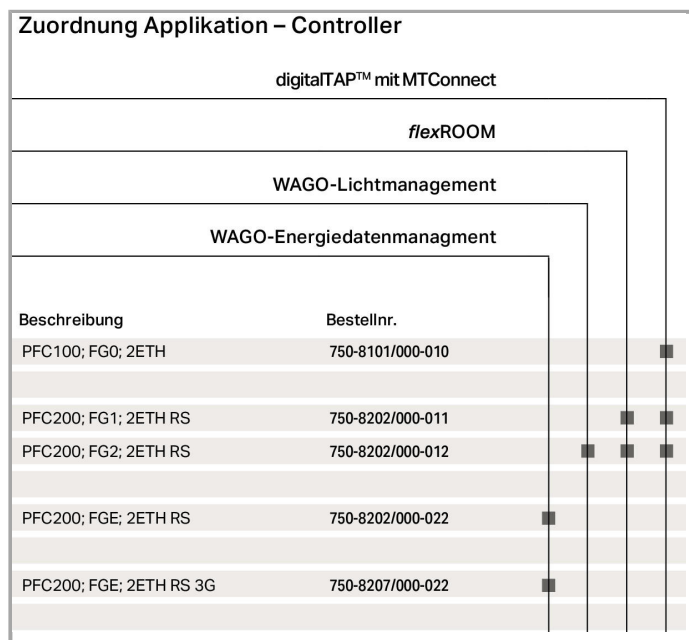 Zuordnung Applikation – Controller
digitalTAP™ mit MTConnect
flexROOM
WAGO-Lichtmanagement
WAGO-Energiedatenmanagment
Beschreibung Bestellnr.
PFC100; FG0; 2ETH 750-8101/000-010
PFC200; FG1; 2ETH RS 750-8202/000-011
PFC200; FG2; 2ETH RS 750-8202/000-012
PFC200; FGE; 2ETH RS 750-8202/000-022
PFC200; FGE; 2ETH RS 3G 750-8207/000-022